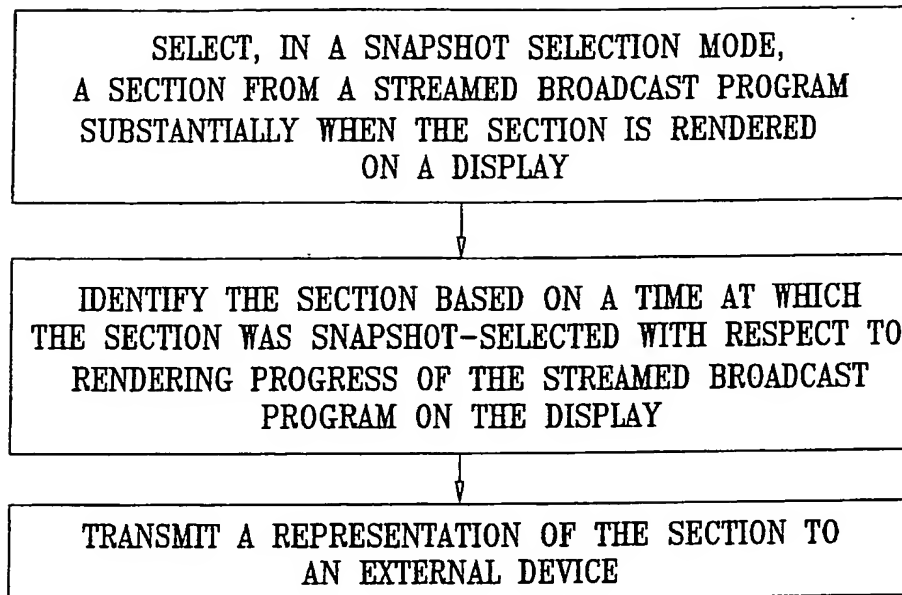 SELECT, IN A SNAPSHOT SELECTION MODE,
A SECTION FROM A STREAMED BROADCAST PROGRAM
SUBSTANTIALLY WHEN THE SECTION IS RENDERED
ON A DISPLAY
IDENTIFY THE SECTION BASED ON A TIME AT WHICH
THE SECTION WAS SNAPSHOT-SELECTED WITH RESPECT TO
RENDERING PROGRESS OF THE STREAMED BROADCAST
PROGRAM ON THE DISPLAY
TRANSMIT A REPRESENTATION OF THE SECTION TO
AN EXTERNAL DEVICE